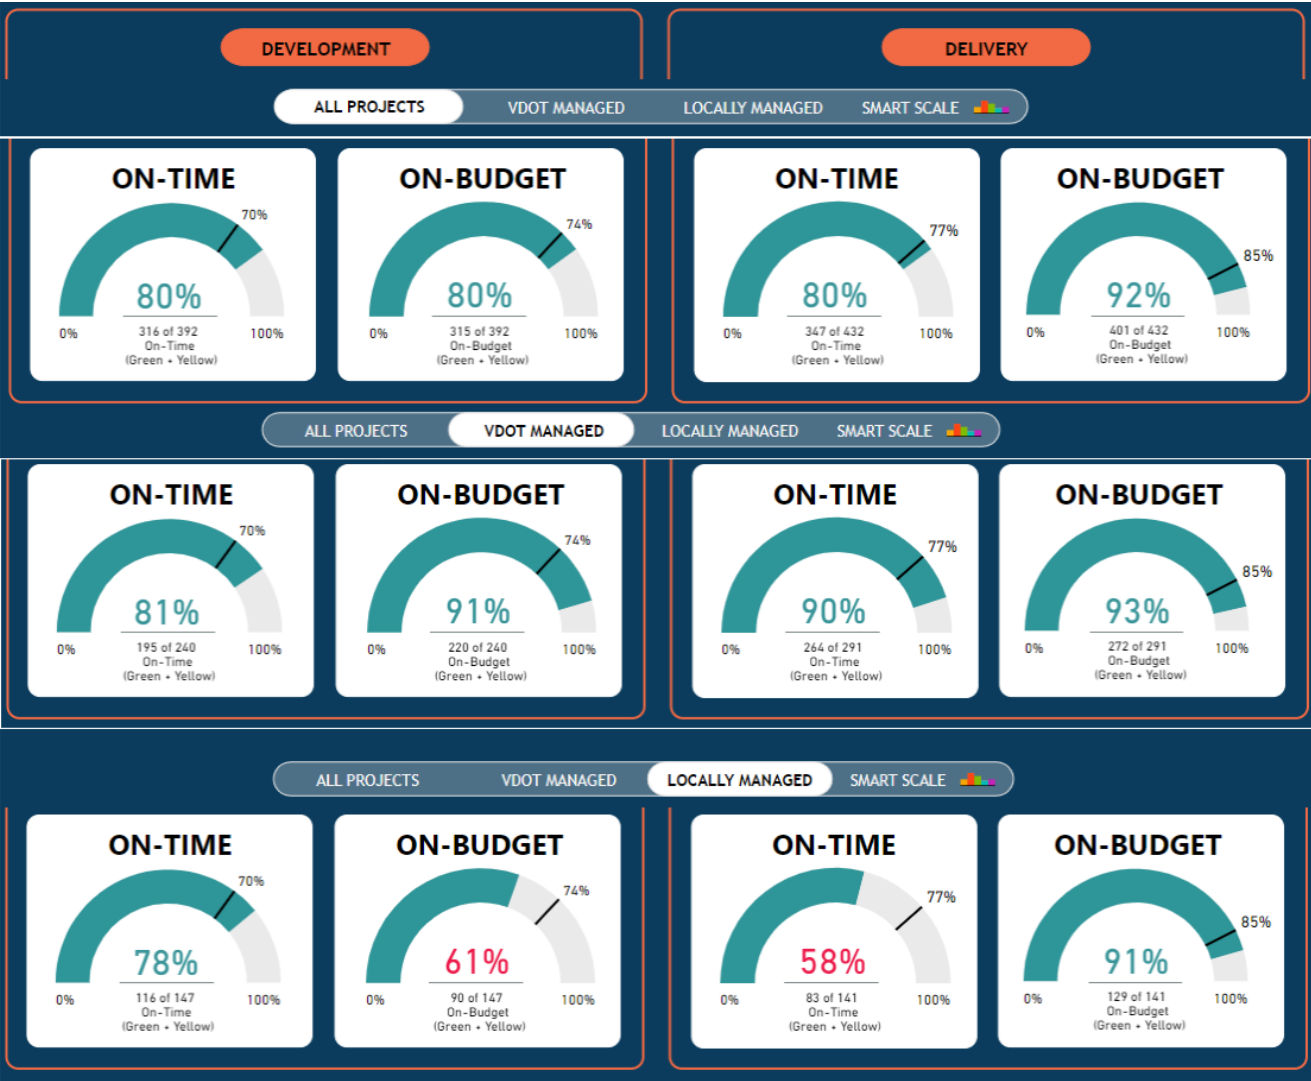 DEVELOPMENT
DELIVERY
ALL PROJECTS VDOT MANAGED LOCALLY MANAGED SMART SCALE
ON-TIME
70%
80%
0%
316 of 392
On-Time
(Green + Yellow)
100%
ON-BUDGET
74%
80%
0%
315 of 392
On-Budget
(Green + Yellow)
100%
ON-TIME
77%
80%
0%
347 of 432
On-Time
(Green + Yellow)
100%
ON-BUDGET
85%
92%
0%
401 of 432
On-Budget
(Green + Yellow)
100%
ALL PROJECTS VDOT MANAGED LOCALLY MANAGED SMART SCALE
ON-TIME
70%
81%
0%
195 of 240
On-Time
(Green + Yellow)
100%
ON-BUDGET
74%
91%
0%
220 of 240
On-Budget
(Green + Yellow)
100%
ON-TIME
77%
90%
0%
264 of 291
On-Time
(Green + Yellow)
100%
ON-BUDGET
85%
93%
0%
272 of 291
On-Budget
(Green + Yellow)
100%
ALL PROJECTS VDOT MANAGED LOCALLY MANAGED SMART SCALE
ON-TIME
70%
78%
0%
116 of 147
On-Time
(Green + Yellow)
100%
ON-BUDGET
74%
61%
0%
90 of 147
On-Budget
(Green + Yellow)
100%
ON-TIME
77%
58%
0%
83 of 141
On-Time
(Green + Yellow)
100%
ON-BUDGET
85%
91%
0%
129 of 141
On-Budget
(Green + Yellow)
100%